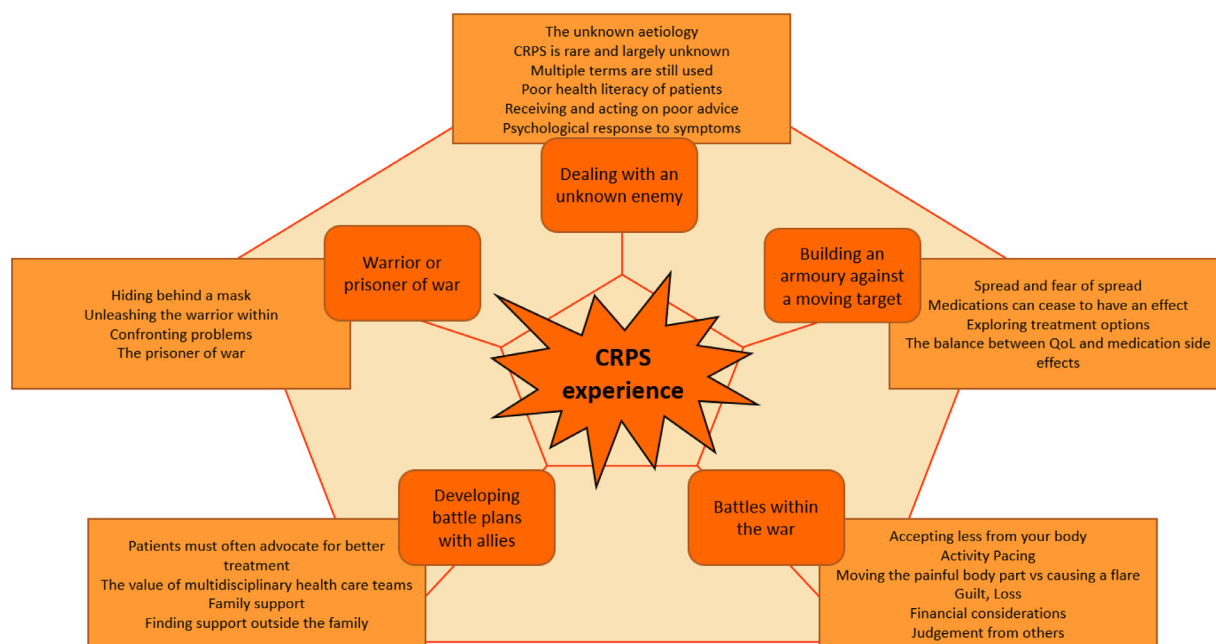 The unknown aetiology
CRPS is rare and largely unknown
Multiple terms are still used
Poor health literacy of patients
Receiving and acting on poor advice
Psychological response to symptoms
Dealing with an
unknown enemy
Warrior or
prisoner of war
Building an
armoury against
a moving target
Hiding behind a mask
Unleashing the warrior within
Confronting problems
The prisoner of war
Spread and fear of spread
Medications can cease to have an effect
Exploring treatment options
The balance between QoL and medication side
effects
CRPS
experience
Developing
battle plans
with allies
Battles within
the war
Patients must often advocate for better
treatment
The value of multidisciplinary health care teams
Family support
Finding support outside the family
Accepting less from your body
Activity Pacing
Moving the painful body part vs causing a flare
Guilt, Loss
Financial considerations
Judgement from others